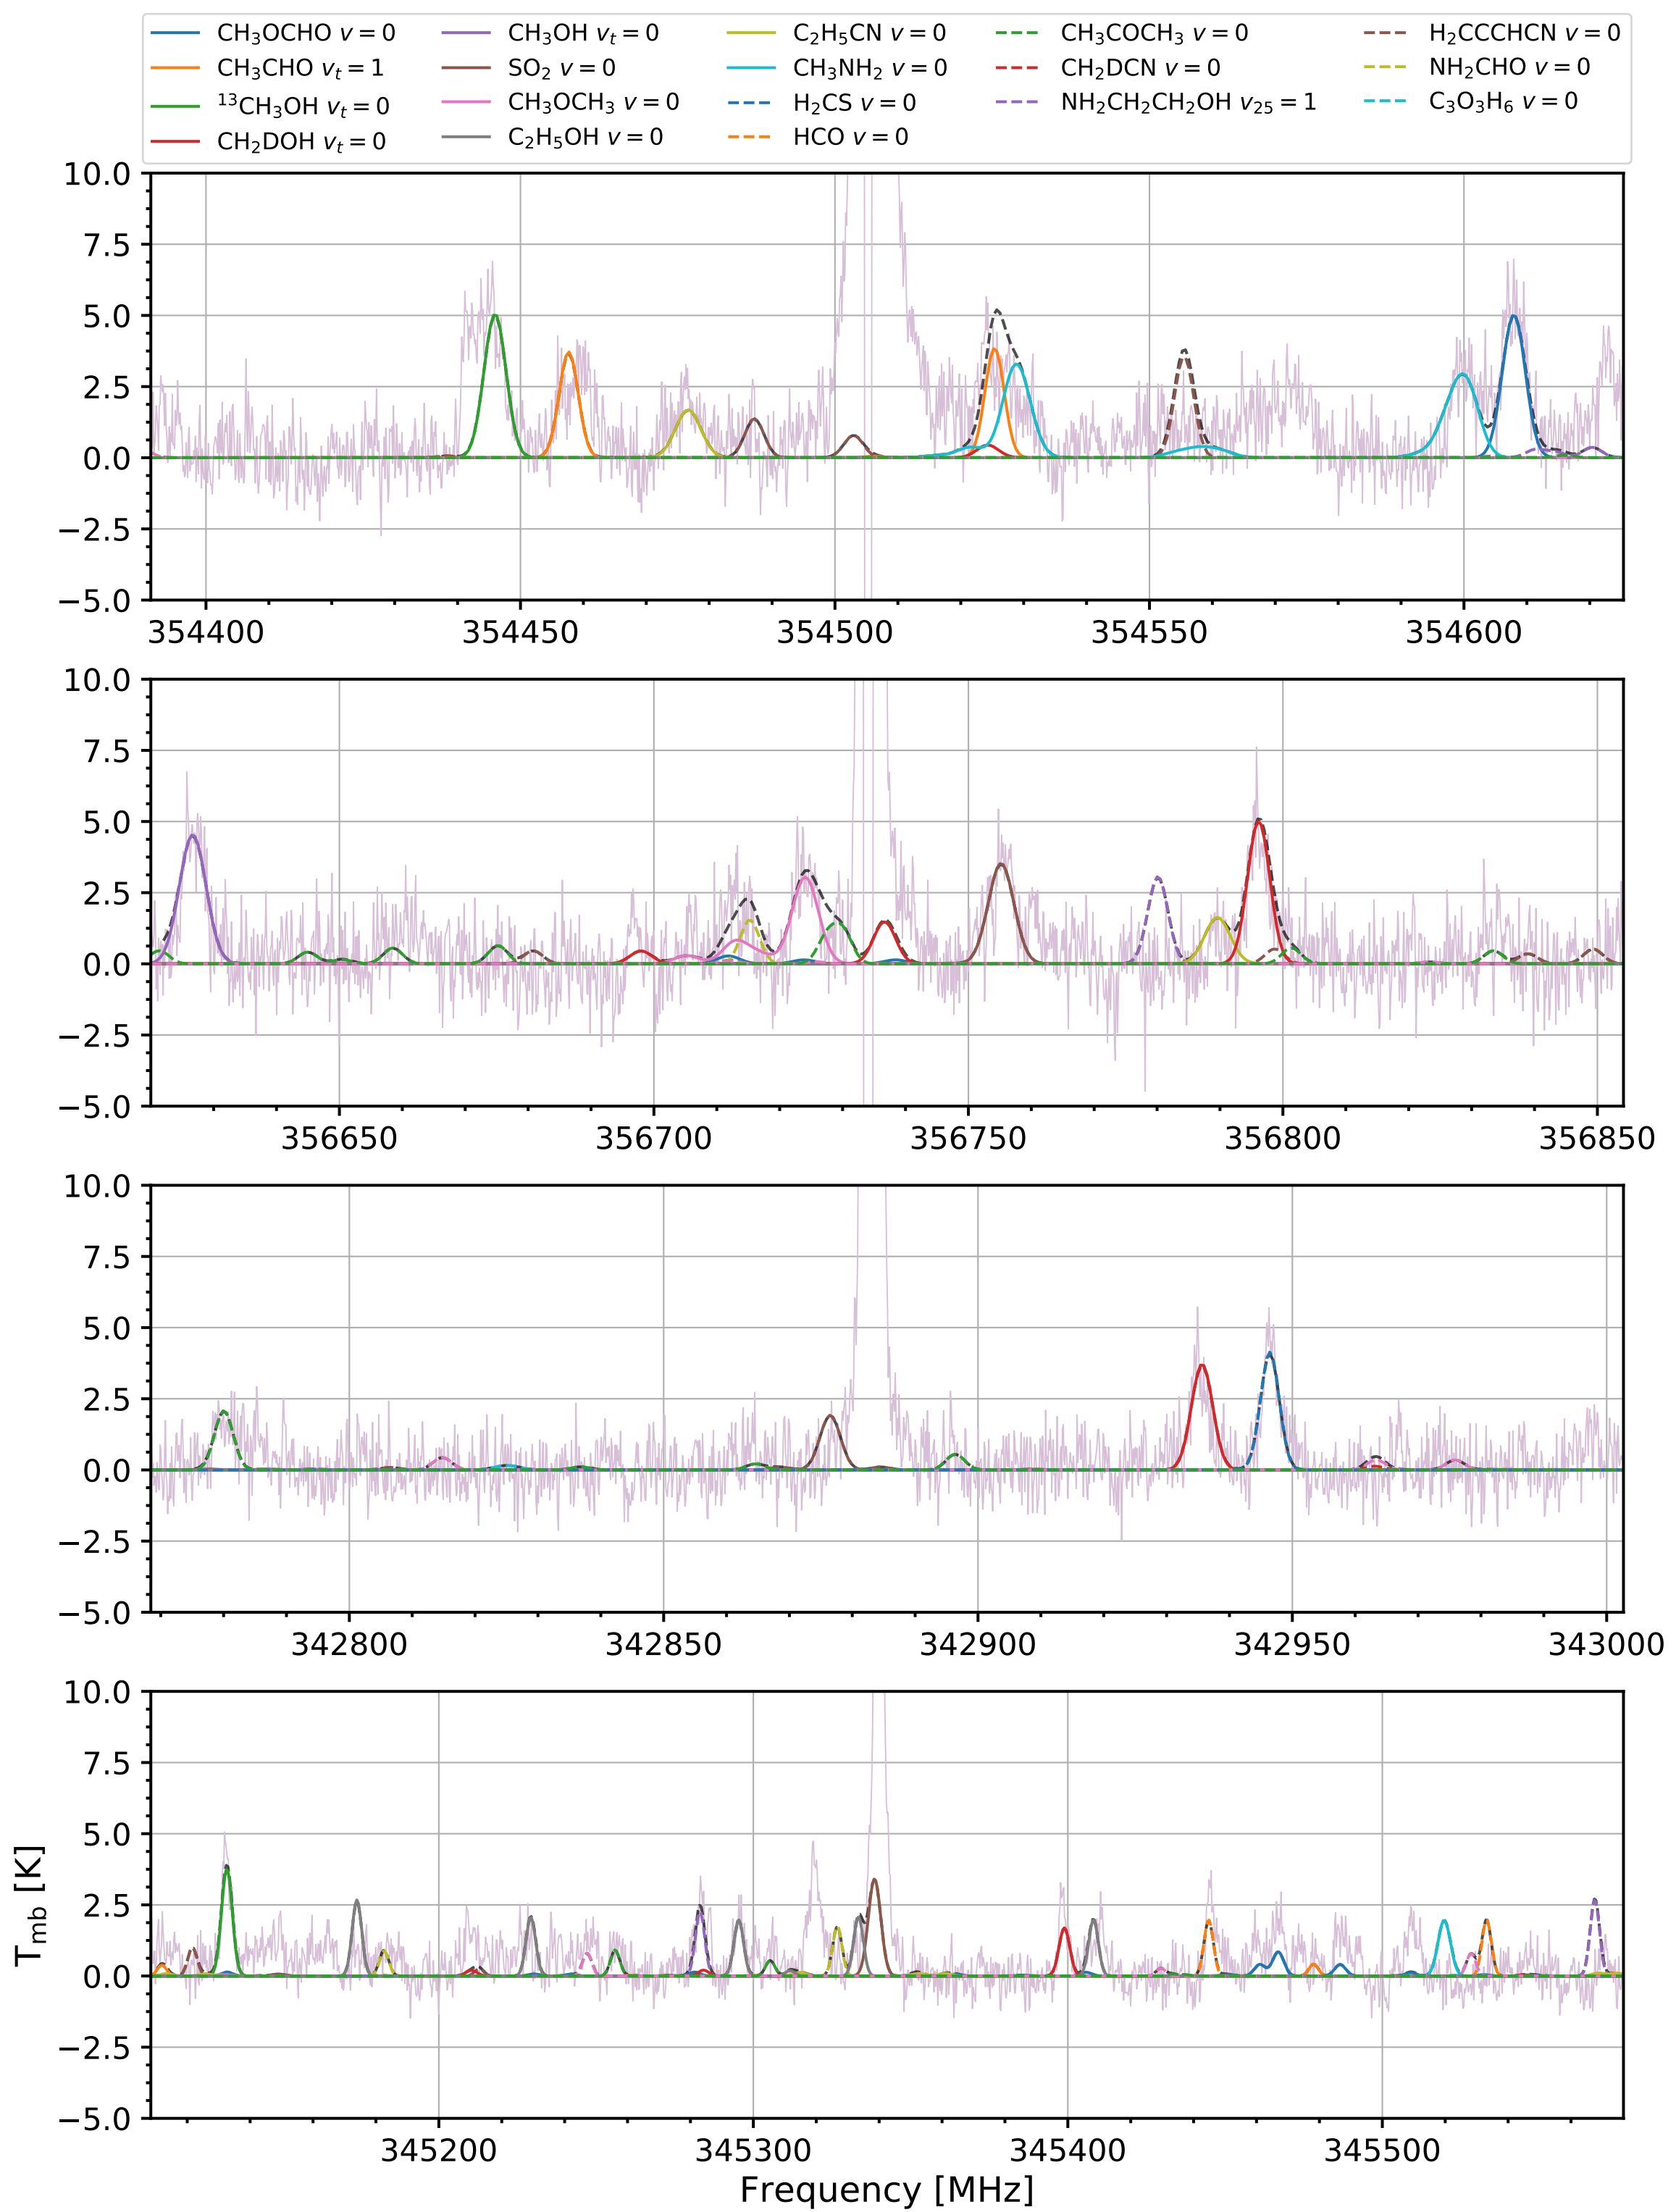 CH₃OCHO v = 0 CH₃OH vₜ = 0 C₂H₅CN v = 0 CH₃COCH₃ v = 0 H₂CCCHCN v = 0
CH₃CHO vₜ = 1 SO₂ v = 0 CH₃NH₂ v = 0 CH₂DCN v = 0 NH₂CHO v = 0
¹³CH₃OH vₜ = 0 CH₃OCH₃ v = 0 H₂CS v = 0 NH₂CH₂CH₂OH v₂₅ = 1 C₃O₃H₆ v = 0
CH₂DOH vₜ = 0 C₂H₅OH v = 0 HCO v = 0
10.0
7.5
5.0
2.5
0.0
−2.5
−5.0
354400 354450 354500 354550 354600
10.0
7.5
5.0
2.5
0.0
−2.5
−5.0
356650 356700 356750 356800 356850
10.0
7.5
5.0
2.5
0.0
−2.5
−5.0
342800 342850 342900 342950 343000
10.0
7.5
5.0
2.5
0.0
−2.5
−5.0
345200 345300 345400 345500
T_mb [K]
Frequency [MHz]